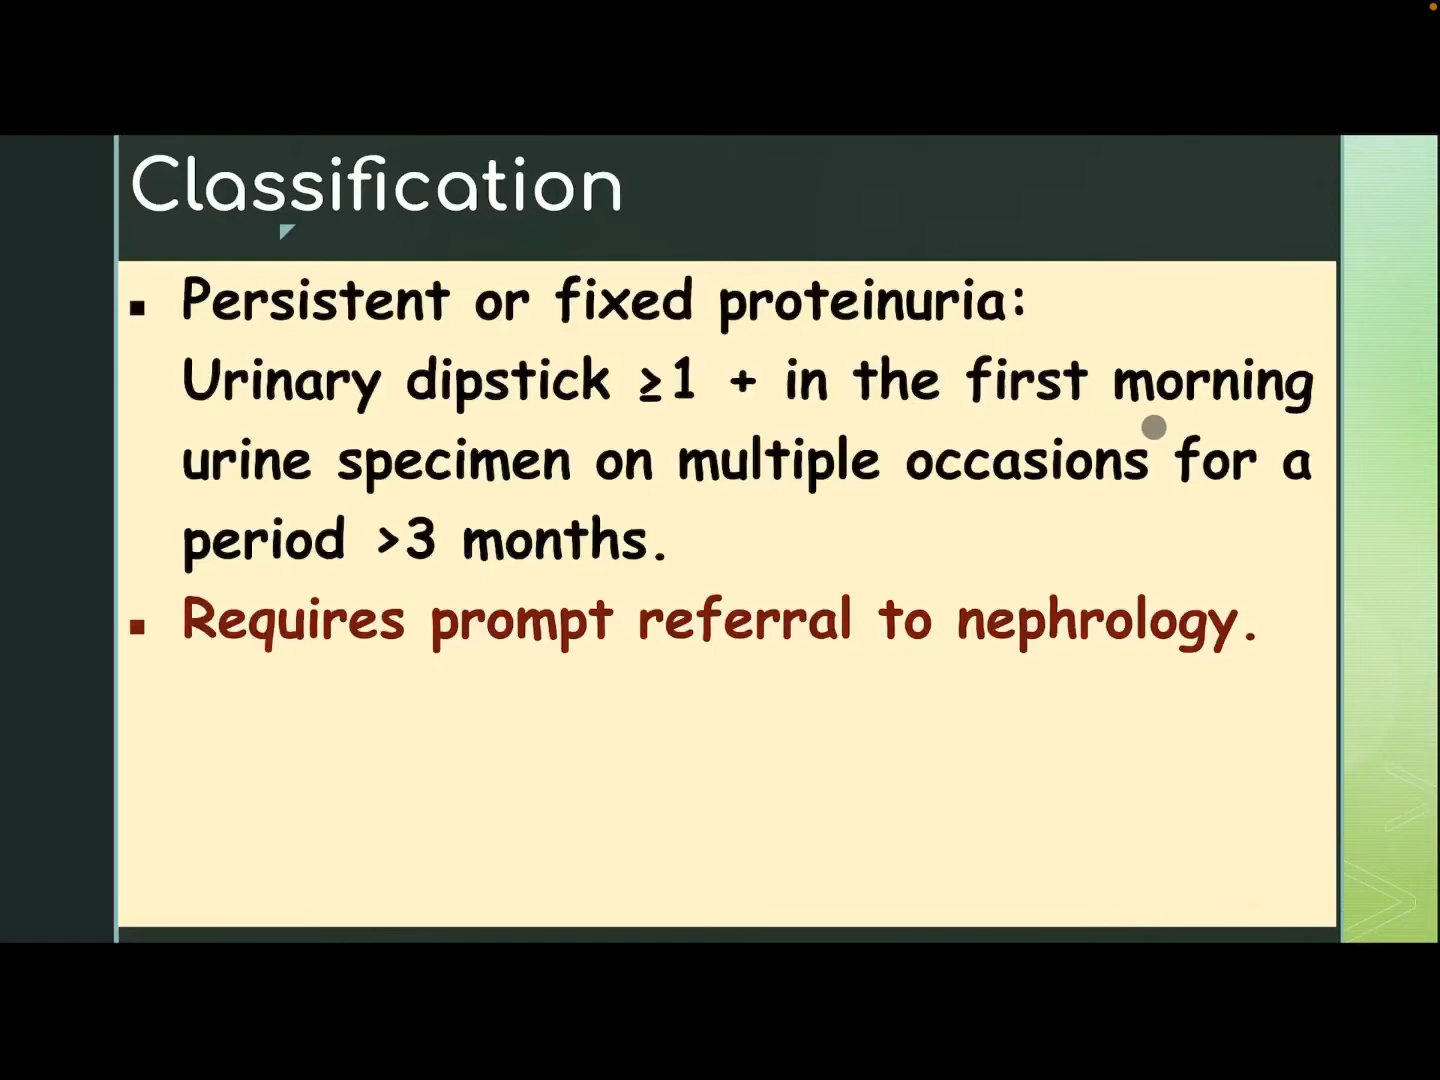 Classification
▪ Persistent or fixed proteinuria:
Urinary dipstick ≥1 + in the first morning
urine specimen on multiple occasions for a
period >3 months.
▪ Requires prompt referral to nephrology.